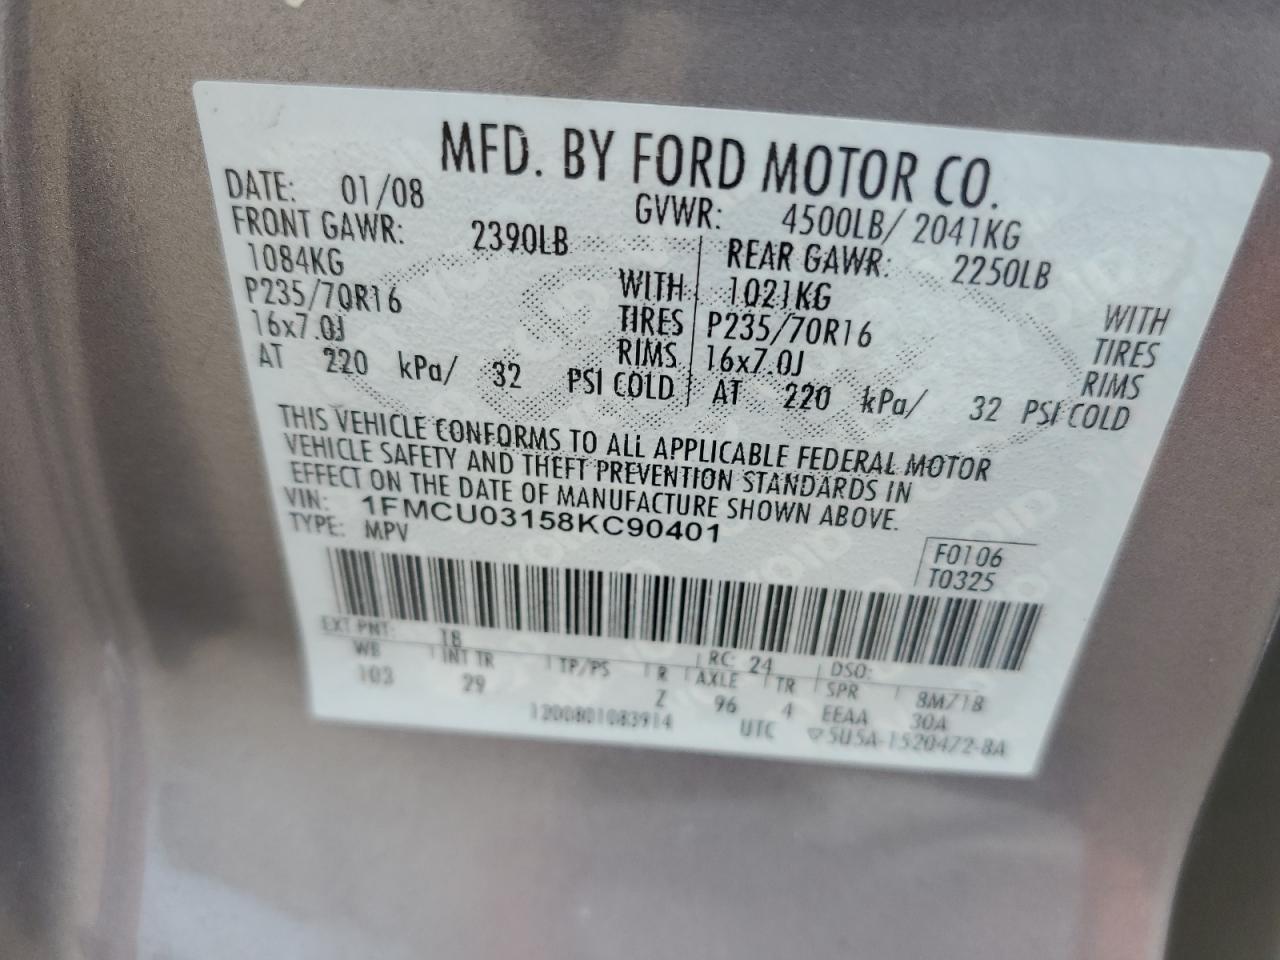 MFD. BY FORD MOTOR CO.
DATE: 01/08 GVWR: 4500LB/ 2041KG
FRONT GAWR: 2390LB REAR GAWR: 2250LB
1084KG WITH 1021KG WITH
P235/70R16 TIRES P235/70R16 TIRES
16x7.0J RIMS 16x7.0J RIMS
AT 220 kPa/ 32 PSI COLD AT 220 kPa/ 32 PSI COLD
THIS VEHICLE CONFORMS TO ALL APPLICABLE FEDERAL MOTOR
VEHICLE SAFETY AND THEFT PREVENTION STANDARDS IN
EFFECT ON THE DATE OF MANUFACTURE SHOWN ABOVE.
VIN: 1FMCU03158KC90401
TYPE: MPV
F0106
T0325
EXT PNT: T8 RC: 24 DSO:
WB INT TR TP/PS R AXLE TR SPR 8M718
103 29 Z 96 4 EEAA 30A
1200801083914 UTC ▽5U5A-1520472-BA